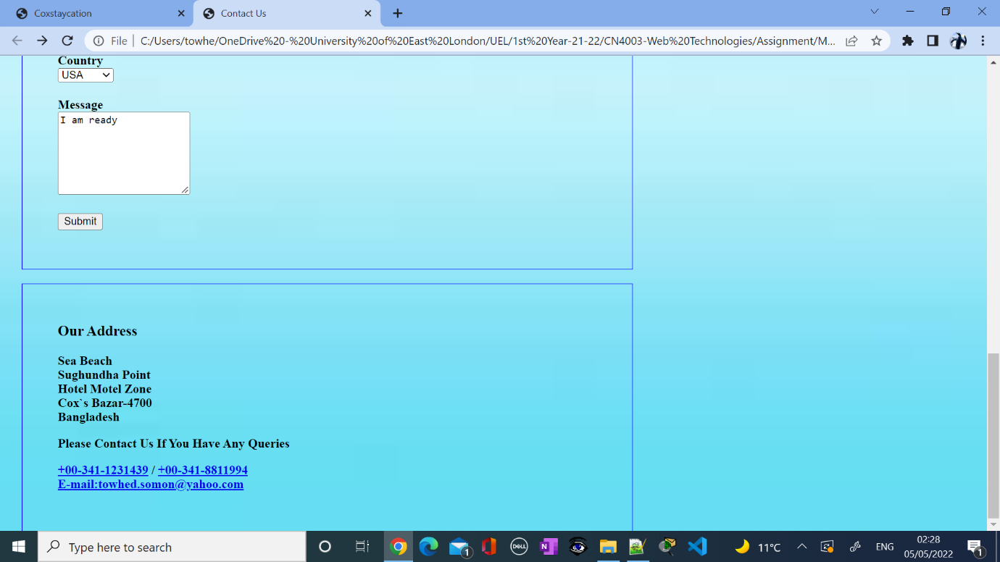 Coxstaycation
Contact Us
File
C:/Users/towhe/OneDrive%20-%20University%20of%20East%20London/UEL/1st%20Year-21-22/CN4003-Web%20Technologies/Assignment/M...
Country
USA
Message
I am ready
Submit
Our Address
Sea Beach
Sughundha Point
Hotel Motel Zone
Cox`s Bazar-4700
Bangladesh
Please Contact Us If You Have Any Queries
+00-341-1231439 / +00-341-8811994
E-mail:towhed.somon@yahoo.com
Type here to search
1
DELL
N
11°C
ENG
02:28
05/05/2022
1